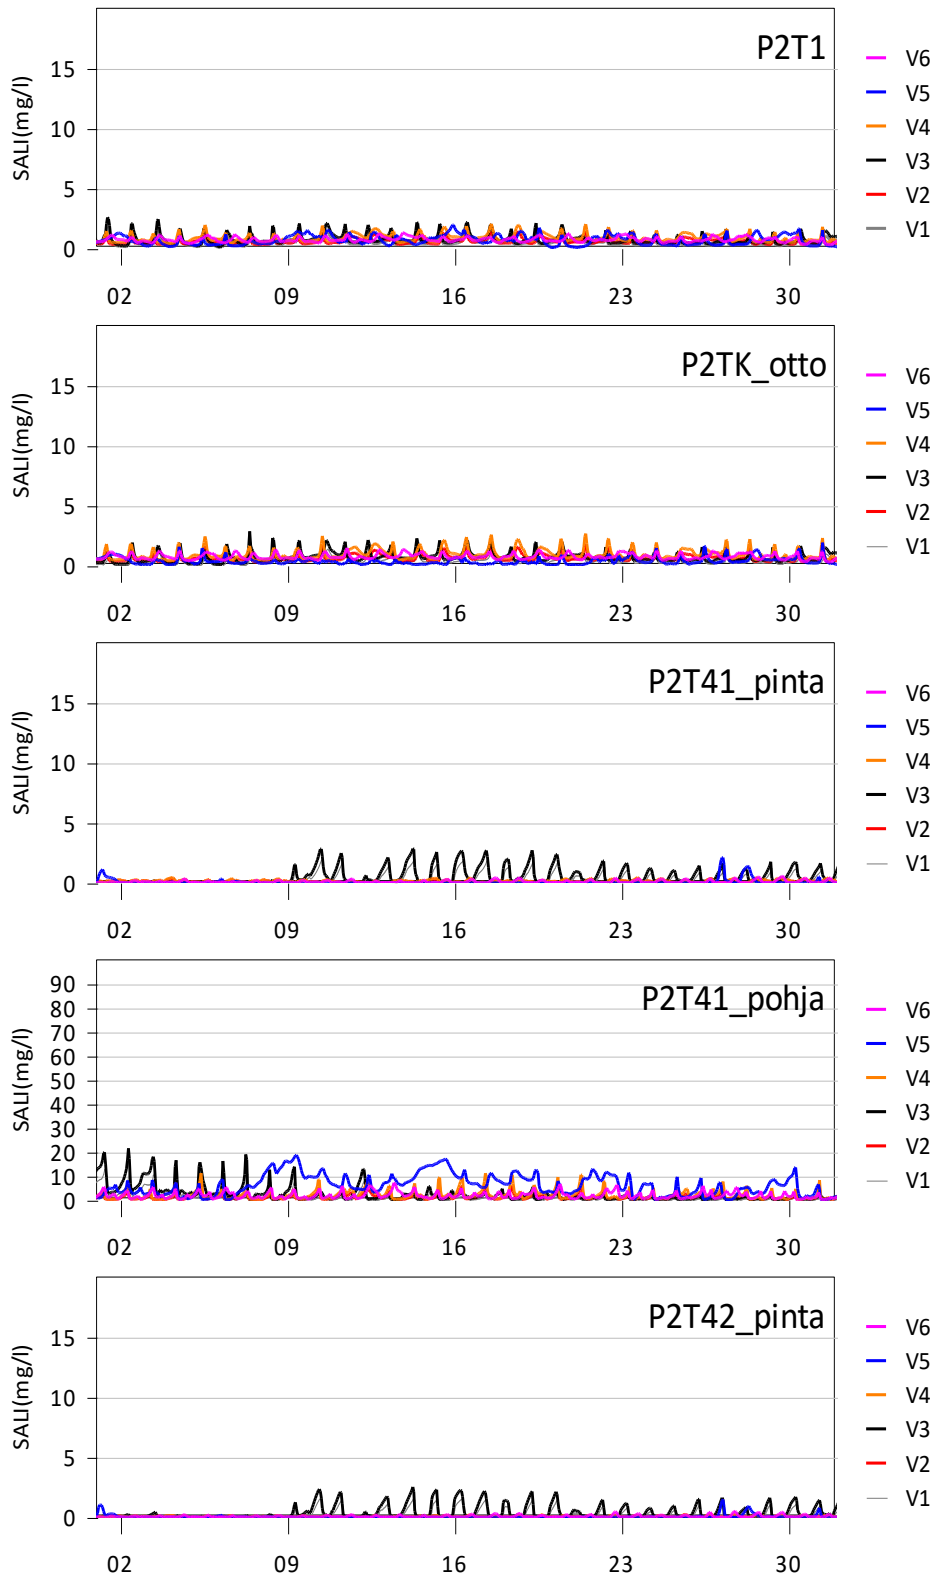 P2T1
SALI(mg/l)
15
10
5
0
02 09 16 23 30
V6
V5
V4
V3
V2
V1
P2TK_otto
SALI(mg/l)
15
10
5
0
02 09 16 23 30
V6
V5
V4
V3
V2
V1
P2T41_pinta
SALI(mg/l)
15
10
5
0
02 09 16 23 30
V6
V5
V4
V3
V2
V1
P2T41_pohja
SALI(mg/l)
90
80
70
60
50
40
30
20
10
0
02 09 16 23 30
V6
V5
V4
V3
V2
V1
P2T42_pinta
SALI(mg/l)
15
10
5
0
02 09 16 23 30
V6
V5
V4
V3
V2
V1